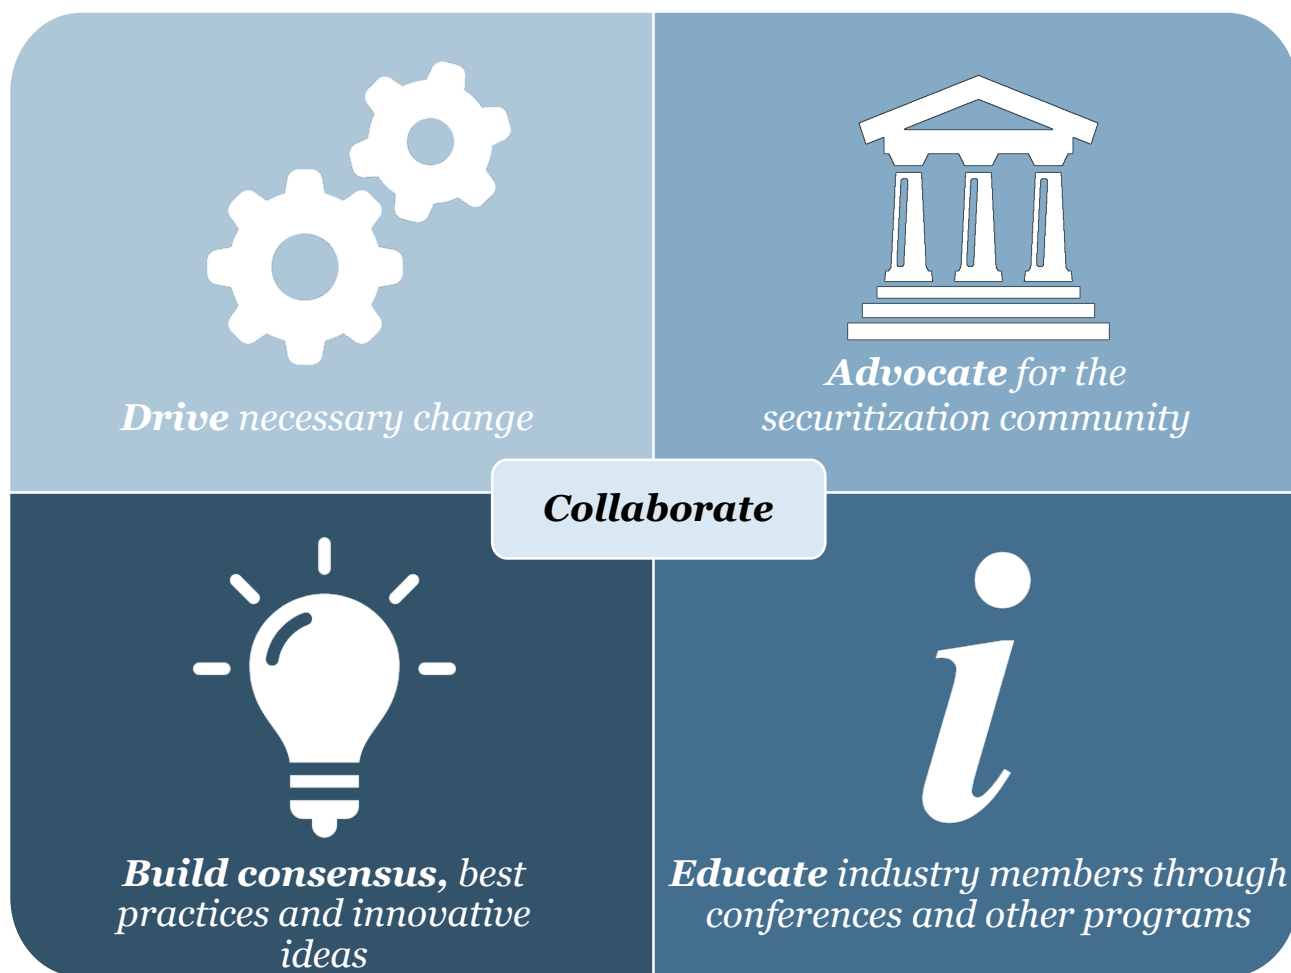 Drive necessary change
Advocate for the
securitization community
Collaborate
Build consensus, best
practices and innovative
ideas
Educate industry members through
conferences and other programs